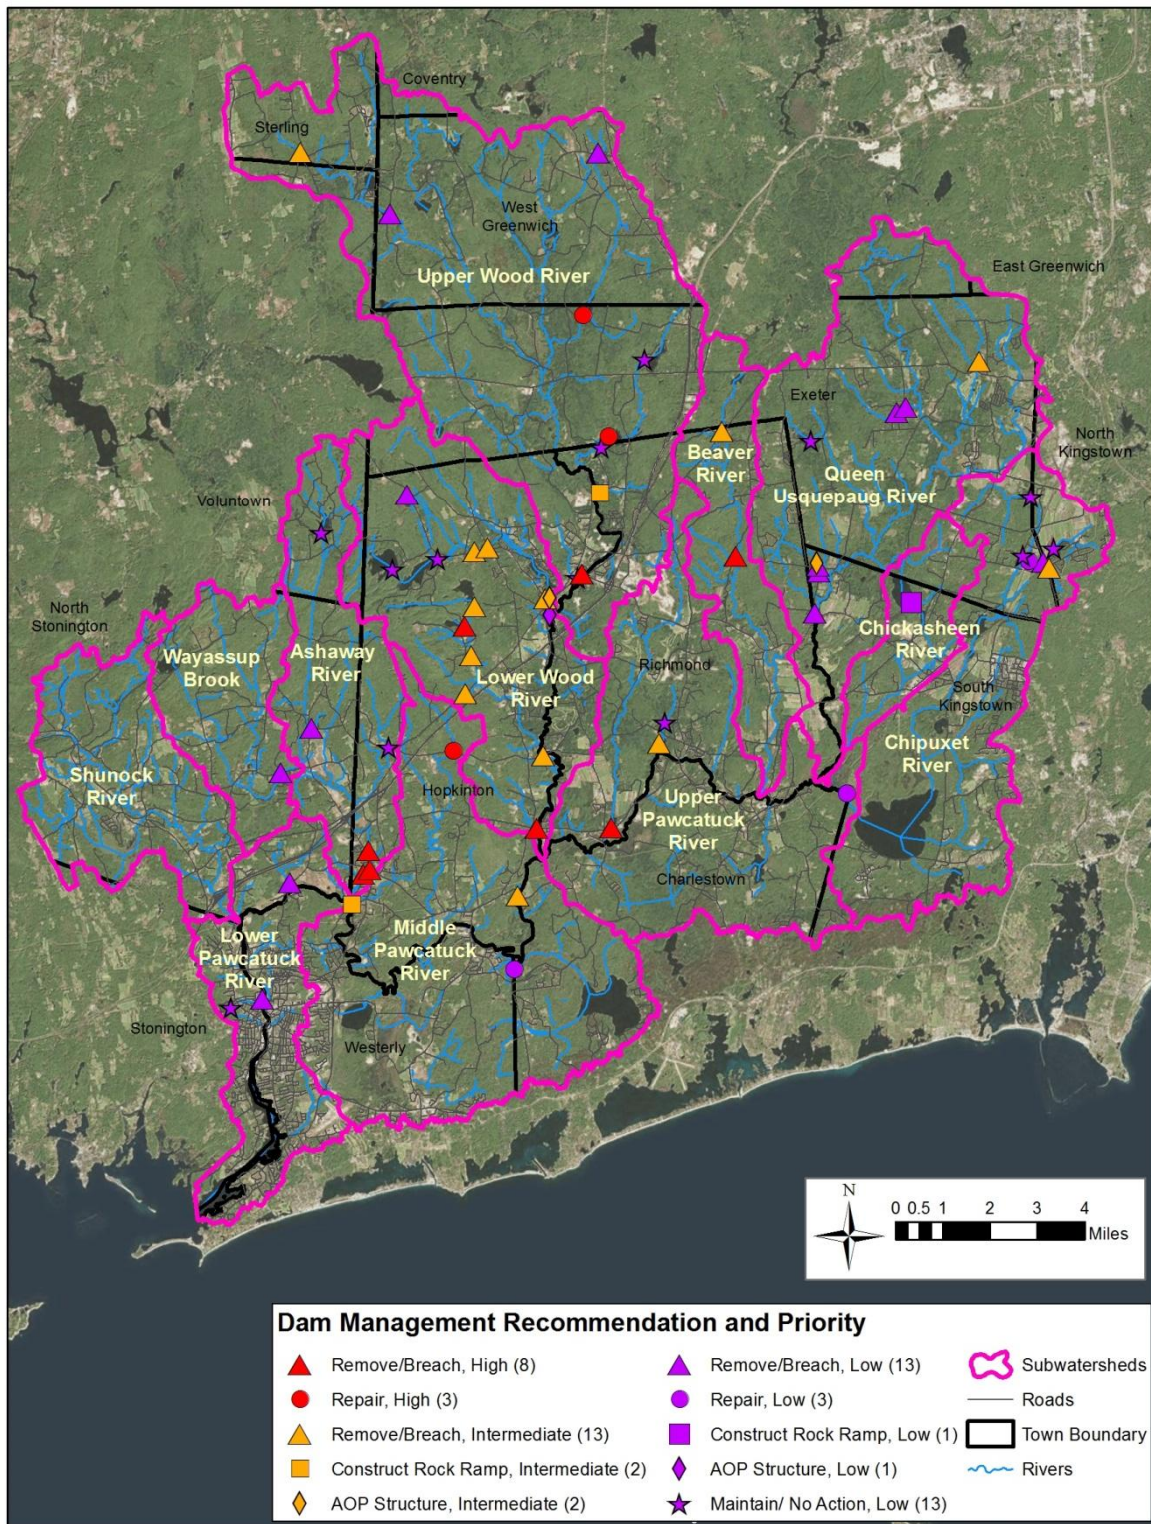 Coventry
Sterling
West
Greenwich
Upper Wood River
East Greenwich
Exeter
North
Kingstown
Beaver
River
Queen
Usquepaug River
Voluntown
North
Stonington
Wayassup
Brook
Ashaway
River
Chickasheen
River
Richmond
Lower Wood
River
South
Kingstown
Shunock
River
Chipuxet
River
Hopkinton
Upper
Pawcatuck
River
Charlestown
Lower
Pawcatuck
River
Middle
Pawcatuck
River
Stonington
Westerly
N
0 0.5 1 2 3 4
Miles
Dam Management Recommendation and Priority
Remove/Breach, High (8)
Repair, High (3)
Remove/Breach, Intermediate (13)
Construct Rock Ramp, Intermediate (2)
AOP Structure, Intermediate (2)
Remove/Breach, Low (13)
Repair, Low (3)
Construct Rock Ramp, Low (1)
AOP Structure, Low (1)
Maintain/ No Action, Low (13)
Subwatersheds
Roads
Town Boundary
Rivers